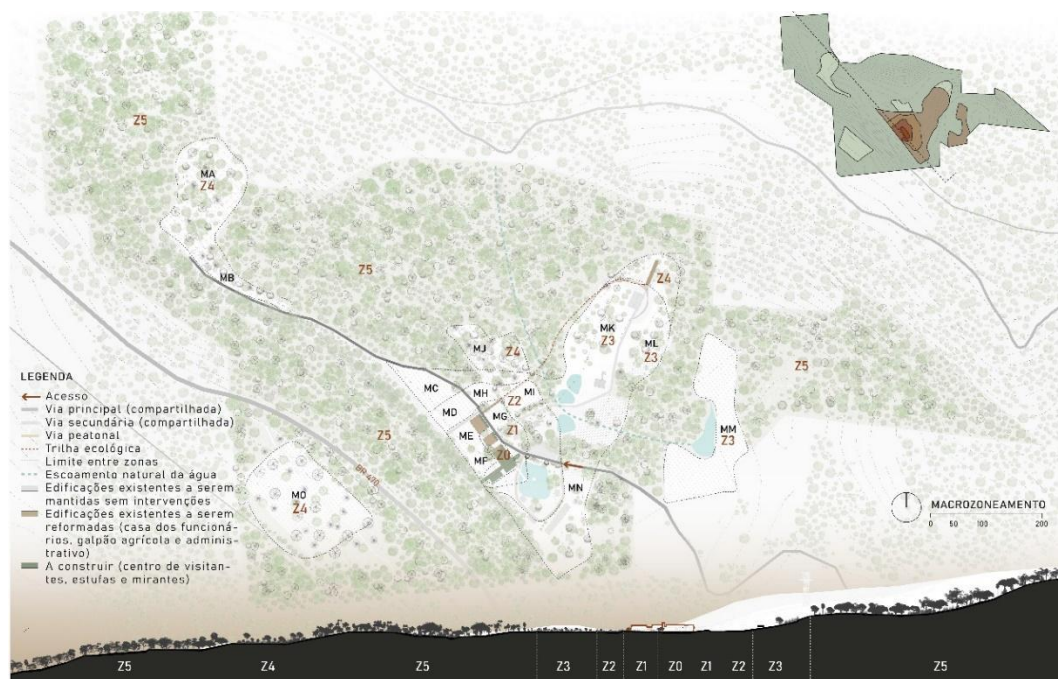 Z5
MA
Z4
MB
Z5
Z4
MK
Z3
ML
Z3
Z5
MJ
Z4
MC
MH
MI
Z2
MD
MG
Z1
ME
Z0
MF
Z5
MM
Z3
MN
BR-470
MO
Z4
LEGENDA
Acesso
Via principal (compartilhada)
Via secundária (compartilhada)
Via peatonal
Trilha ecológica
Limite entre zonas
Escoamento natural da água
Edificações existentes a serem
mantidas sem intervenções
Edificações existentes a serem
reformadas (casa dos funcioná-
rios, galpão agrícola e adminis-
trativo)
A construir (centro de visitan-
tes, estufas e mirantes)
MACROZONEAMENTO
0 50 100 200
Z5 Z4 Z5 Z3 Z2 Z1 Z0 Z1 Z2 Z3 Z5